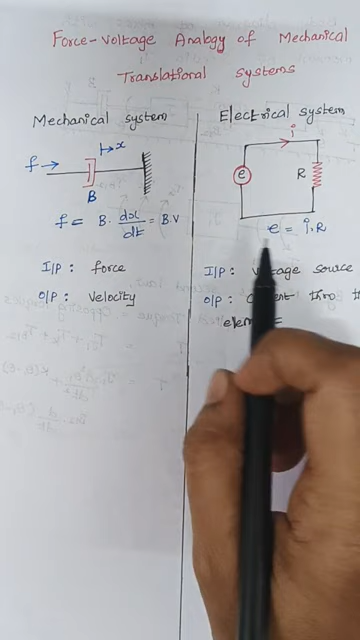 Force-Voltage Analogy of Mechanical
Translational systems
Mechanical system
f → x
B
f = B. dx/dt = B.V
I/P: force
O/P: Velocity
Electrical system
i
e
R
e = i.R
I/P: Voltage source
O/P: